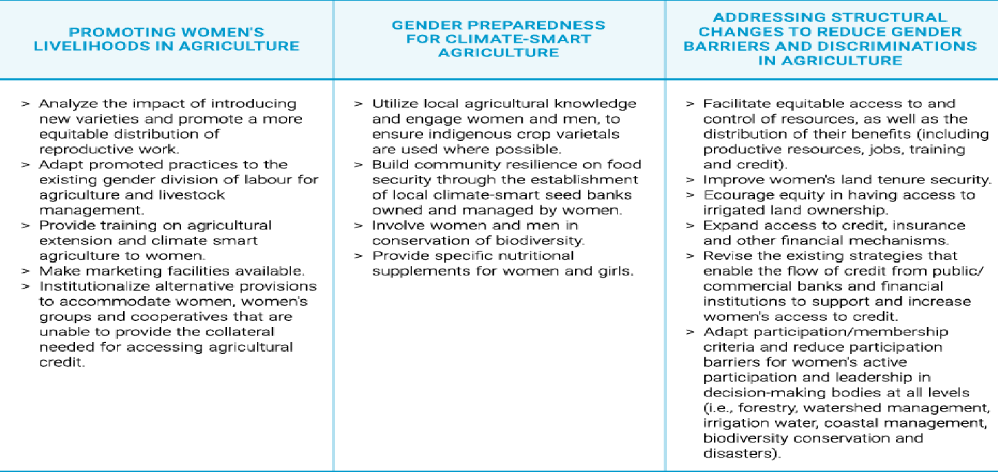 PROMOTING WOMEN'S
LIVELIHOODS IN AGRICULTURE
> Analyze the impact of introducing
new varieties and promote a more
equitable distribution of
reproductive work.
> Adapt promoted practices to the
existing gender division of labour for
agriculture and livestock
management.
> Provide training on agricultural
extension and climate smart
agriculture to women.
> Make marketing facilities available.
> Institutionalize alternative provisions
to accommodate women, women's
groups and cooperatives that are
unable to provide the collateral
needed for accessing agricultural
credit.
GENDER PREPAREDNESS
FOR CLIMATE-SMART
AGRICULTURE
> Utilize local agricultural knowledge
and engage women and men, to
ensure indigenous crop varietals
are used where possible.
> Build community resilience on food
security through the establishment
of local climate-smart seed banks
owned and managed by women.
> Involve women and men in
conservation of biodiversity.
> Provide specific nutritional
supplements for women and girls.
ADDRESSING STRUCTURAL
CHANGES TO REDUCE GENDER
BARRIERS AND DISCRIMINATIONS
IN AGRICULTURE
> Facilitate equitable access to and
control of resources, as well as the
distribution of their benefits (including
productive resources, jobs, training
and credit).
> Improve women's land tenure security.
> Ecourage equity in having access to
irrigated land ownership.
> Expand access to credit, insurance
and other financial mechanisms.
> Revise the existing strategies that
enable the flow of credit from public/
commercial banks and financial
institutions to support and increase
women's access to credit.
> Adapt participation/membership
criteria and reduce participation
barriers for women's active
participation and leadership in
decision-making bodies at all levels
(i.e., forestry, watershed management,
irrigation water, coastal management,
biodiversity conservation and
disasters).